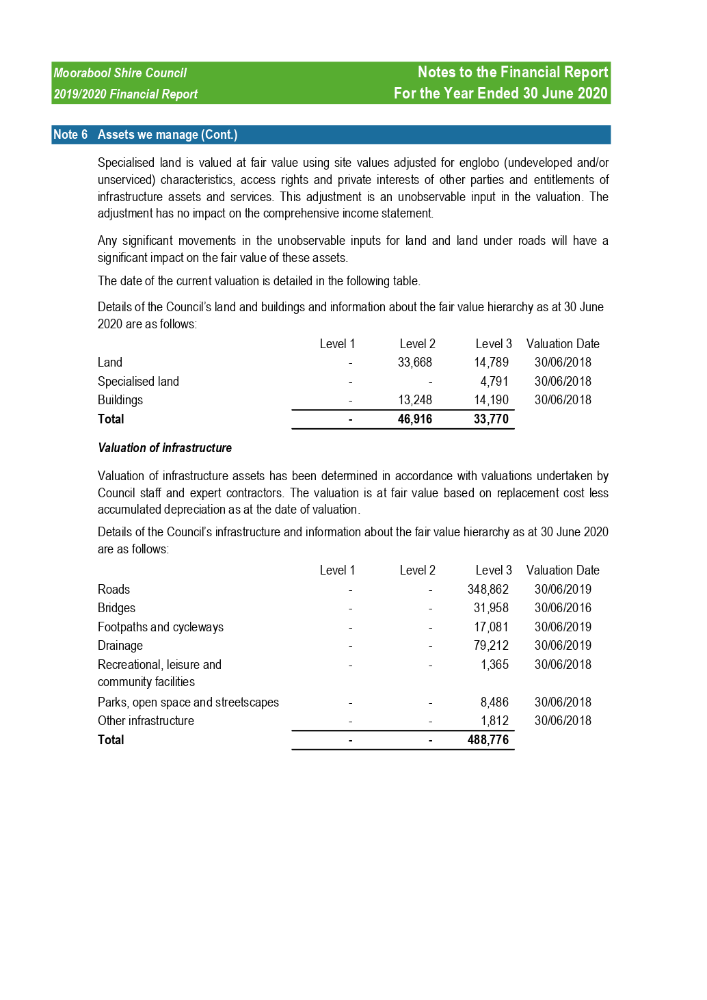 Moorabool Shire Council Notes to the Financial Report
2019/2020 Financial Report For the Year Ended 30 June 2020
Note 6 Assets we manage (Cont.)
Specialised land is valued at fair value using site values adjusted for englobo (undeveloped and/or
unserviced) characteristics, access rights and private interests of other parties and entitlements of
infrastructure assets and services. This adjustment is an unobservable input in the valuation. The
adjustment has no impact on the comprehensive income statement.
Any significant movements in the unobservable inputs for land and land under roads will have a
significant impact on the fair value of these assets.
The date of the current valuation is detailed in the following table.
Details of the Council’s land and buildings and information about the fair value hierarchy as at 30 June
2020 are as follows:
Level 1 Level 2 Level 3 Valuation Date
Land - 33,668 14,789 30/06/2018
Specialised land - - 4,791 30/06/2018
Buildings - 13,248 14,190 30/06/2018
Total - 46,916 33,770
Valuation of infrastructure
Valuation of infrastructure assets has been determined in accordance with valuations undertaken by
Council staff and expert contractors. The valuation is at fair value based on replacement cost less
accumulated depreciation as at the date of valuation.
Details of the Council’s infrastructure and information about the fair value hierarchy as at 30 June 2020
are as follows:
Level 1 Level 2 Level 3 Valuation Date
Roads - - 348,862 30/06/2019
Bridges - - 31,958 30/06/2016
Footpaths and cycleways - - 17,081 30/06/2019
Drainage - - 79,212 30/06/2019
Recreational, leisure and - - 1,365 30/06/2018
community facilities
Parks, open space and streetscapes - - 8,486 30/06/2018
Other infrastructure - - 1,812 30/06/2018
Total - - 488,776